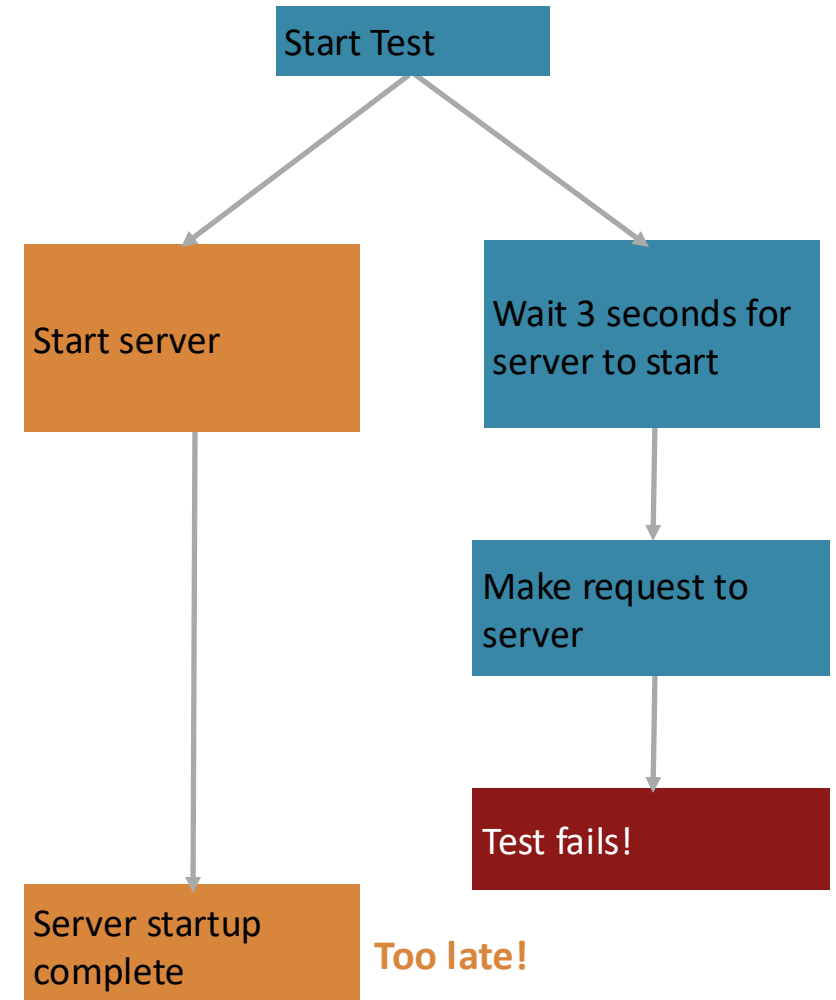 Start Test
Start server
Wait 3 seconds for
server to start
Make request to
server
Test fails!
Server startup
complete
Too late!